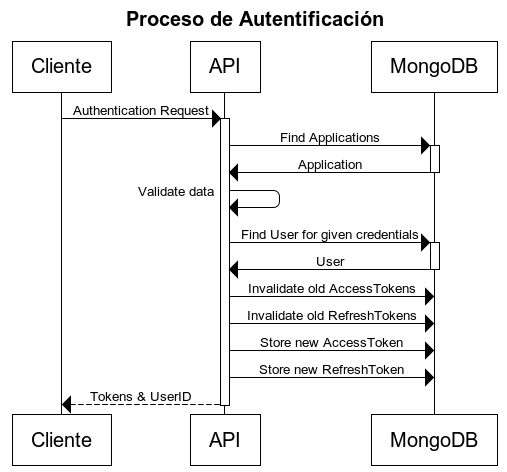 Proceso de Autentificación
Cliente
API
MongoDB
Authentication Request
Find Applications
Application
Validate data
Find User for given credentials
User
Invalidate old AccessTokens
Invalidate old RefreshTokens
Store new AccessToken
Store new RefreshToken
Tokens & UserID
Cliente
API
MongoDB